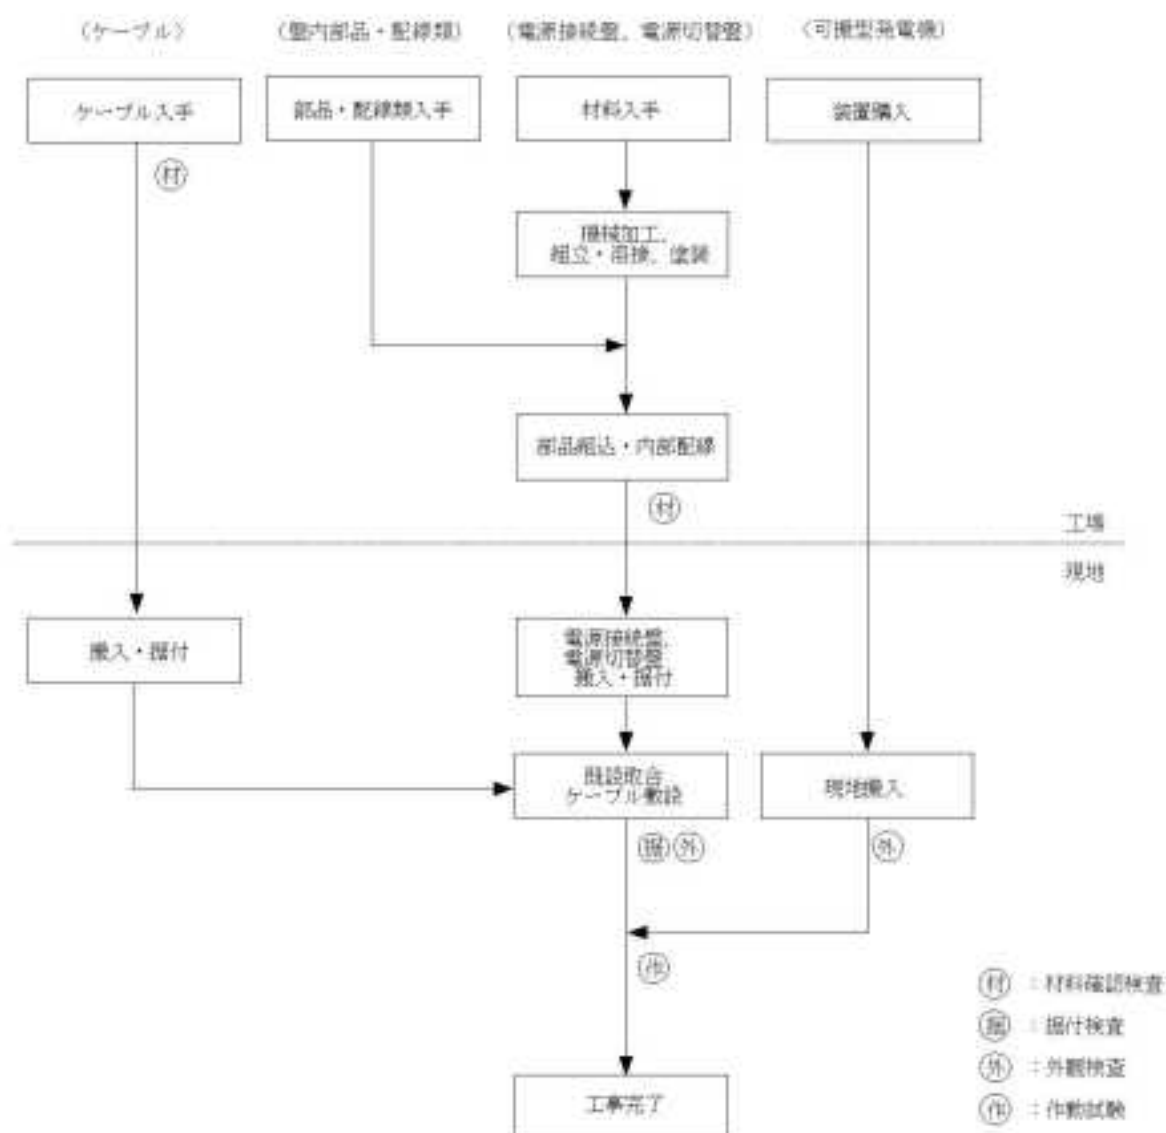 (ケーブル)
(盤内部品・配線類)
(電源接続盤、電源切替盤)
(可搬型発電機)
ケーブル入手
部品・配線類入手
材料入手
装置購入
材
機械加工、
組立・溶接、塗装
部品組込・内部配線
材
工場
現地
搬入・据付
電源接続盤、
電源切替盤
搬入・据付
既設取合
ケーブル敷設
現地搬入
据 外
外
作
材 :材料確認検査
据 :据付検査
外 :外観検査
作 :作動試験
工事完了